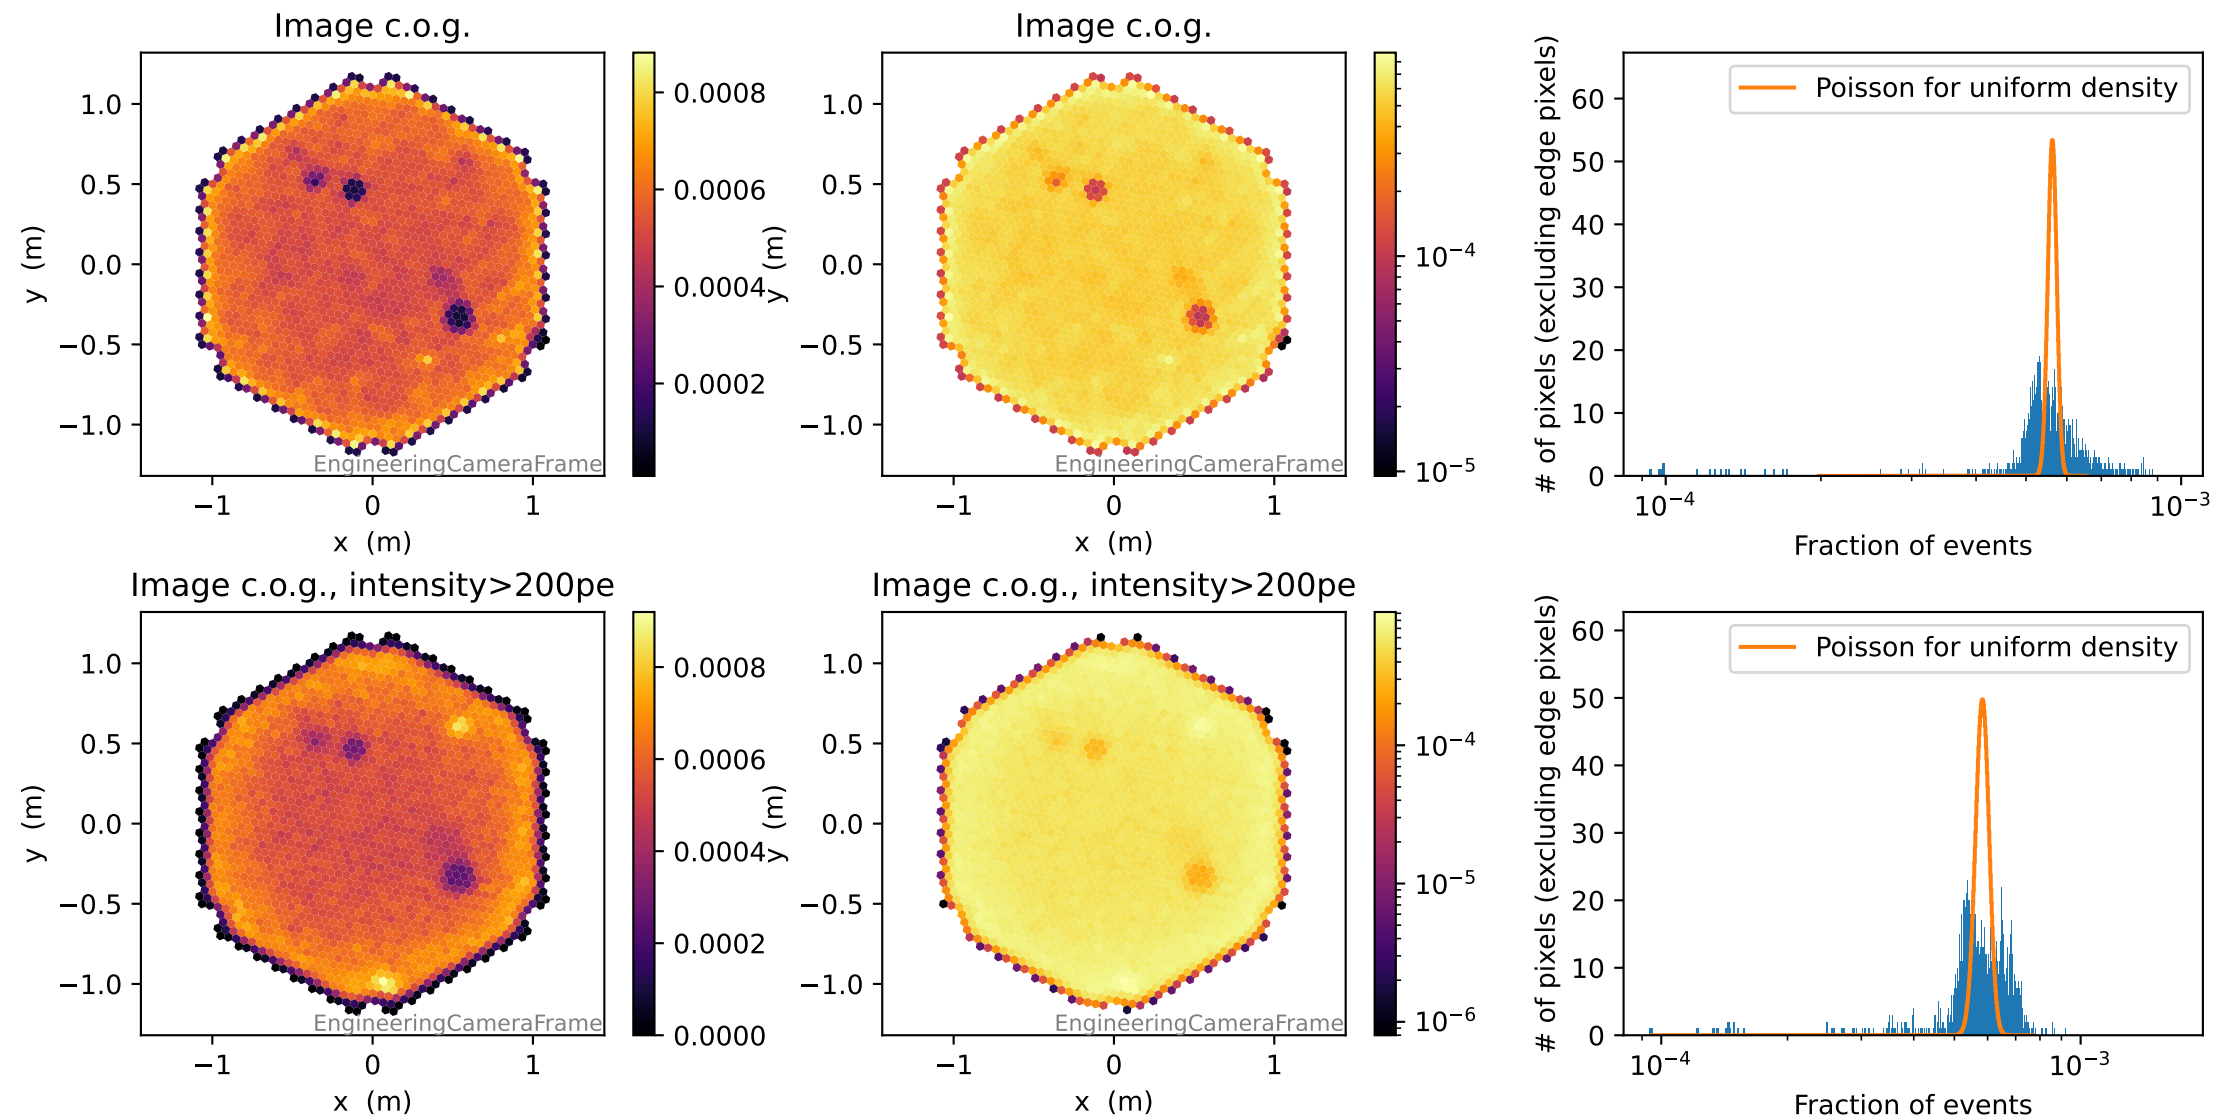 Image c.o.g.
1.0
0.5
0.0
−0.5
−1.0
y (m)
−1
0
1
x (m)
EngineeringCameraFrame
0.0008
0.0006
0.0004
0.0002
Image c.o.g.
1.0
0.5
0.0
−0.5
−1.0
y (m)
−1
0
1
x (m)
EngineeringCameraFrame
10−4
10−5
# of pixels (excluding edge pixels)
60
50
40
30
20
10
0
10−4
10−3
Fraction of events
Poisson for uniform density
Image c.o.g., intensity>200pe
1.0
0.5
0.0
−0.5
−1.0
y (m)
−1
0
1
x (m)
EngineeringCameraFrame
0.0008
0.0006
0.0004
0.0002
0.0000
Image c.o.g., intensity>200pe
1.0
0.5
0.0
−0.5
−1.0
y (m)
−1
0
1
x (m)
EngineeringCameraFrame
10−4
10−5
10−6
# of pixels (excluding edge pixels)
60
50
40
30
20
10
0
10−4
10−3
Fraction of events
Poisson for uniform density